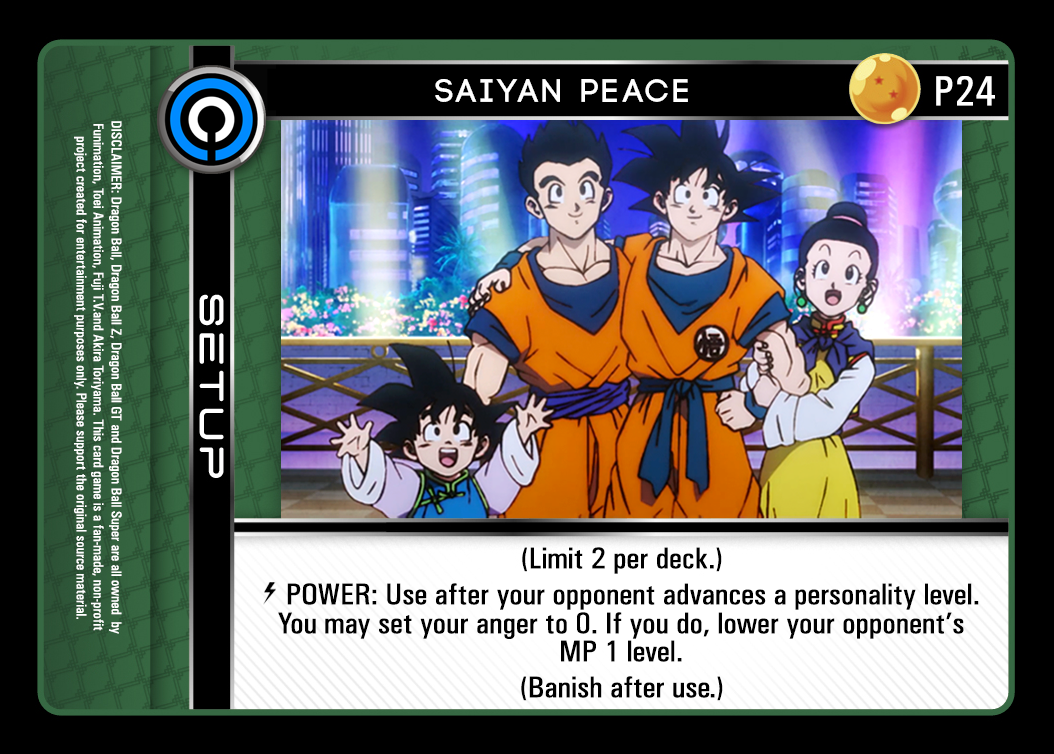 SAIYAN PEACE
P24
SETUP
悟
(Limit 2 per deck.)
POWER: Use after your opponent advances a personality level.
You may set your anger to 0. If you do, lower your opponent's
MP 1 level.
(Banish after use.)
DISCLAIMER: Dragon Ball, Dragon Ball Z, Dragon Ball GT and Dragon Ball Super are all owned by
Funimation, Toei Animation, Fuji T.V.and Akira Toriyama. This card game is a fan-made, non-profit
project created for entertainment purposes only. Please support the original source material.